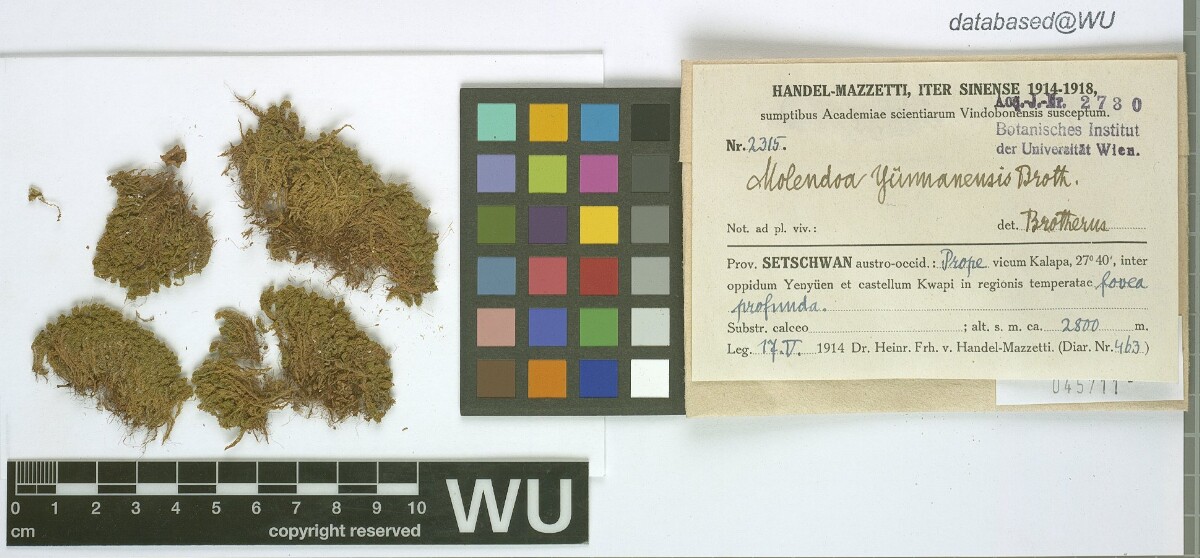 databased@WU
HANDEL-MAZZETTI, ITER SINENSE 1914-1918,
sumptibus Academiae scientiarum Vindobonensis susceptum.
Acq.-J.-Nr. 2730
Botanisches Institut
der Universität Wien.
Nr. 2315.
Molendoa Yünnanensis Broth.
Not. ad pl. viv.: det. Brotherus
Prov. SETSCHWAN austro-occid.: Prope vicum Kalapa, 27° 40', inter
oppidum Yenyüen et castellum Kwapi in regionis temperatae fovea
profunda.
Substr. calceo ; alt. s. m. ca. 2800 m.
Leg. 17.V. 1914 Dr. Heinr. Frh. v. Handel-Mazzetti. (Diar. Nr. 463)
0 1 2 3 4 5 6 7 8 9 10
cm copyright reserved
WU